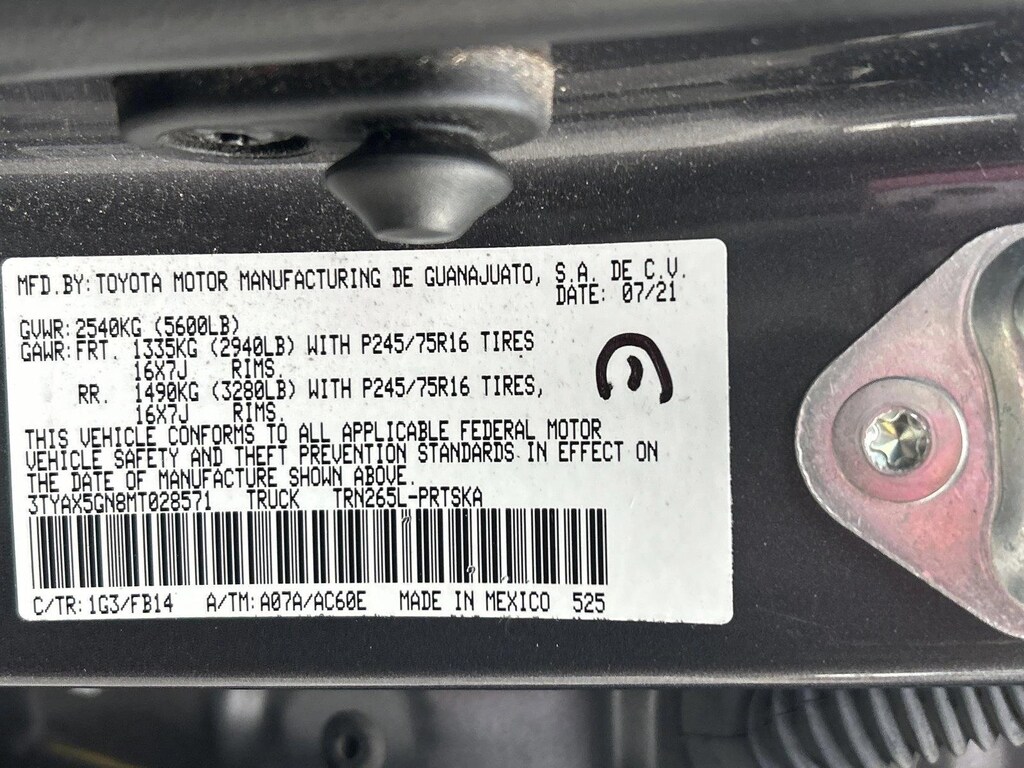 MFD.BY:TOYOTA MOTOR MANUFACTURING DE GUANAJUATO, S.A. DE C.V.
DATE: 07/21
GVWR:2540KG (5600LB)
GAWR:FRT. 1335KG (2940LB) WITH P245/75R16 TIRES
16X7J RIMS.
RR. 1490KG (3280LB) WITH P245/75R16 TIRES,
16X7J RIMS.
THIS VEHICLE CONFORMS TO ALL APPLICABLE FEDERAL MOTOR
VEHICLE SAFETY AND THEFT PREVENTION STANDARDS IN EFFECT ON
THE DATE OF MANUFACTURE SHOWN ABOVE.
3TYAX5GN8MT028571 TRUCK TRN265L-PRTSKA
C/TR:1G3/FB14 A/TM:A07A/AC60E MADE IN MEXICO 525